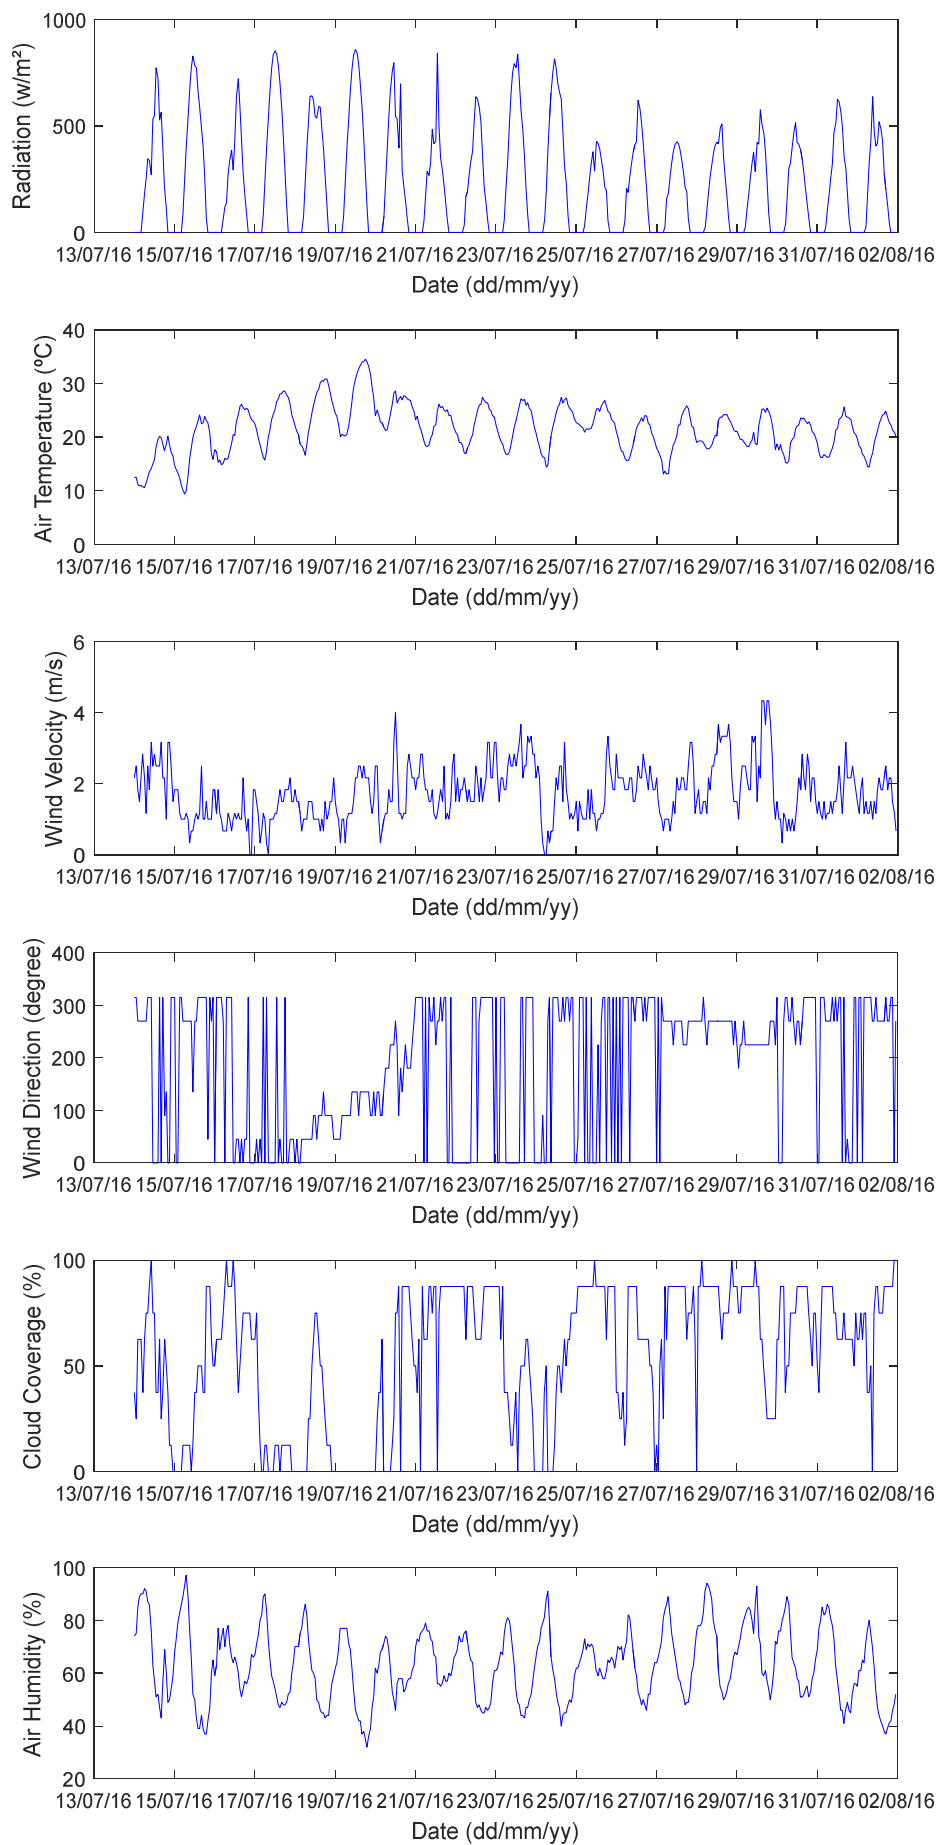 Radiation (w/m²)
1000
500
0
13/07/16 15/07/16 17/07/16 19/07/16 21/07/16 23/07/16 25/07/16 27/07/16 29/07/16 31/07/16 02/08/16
Date (dd/mm/yy)
Air Temperature (ºC)
40
30
20
10
0
13/07/16 15/07/16 17/07/16 19/07/16 21/07/16 23/07/16 25/07/16 27/07/16 29/07/16 31/07/16 02/08/16
Date (dd/mm/yy)
Wind Velocity (m/s)
6
4
2
0
13/07/16 15/07/16 17/07/16 19/07/16 21/07/16 23/07/16 25/07/16 27/07/16 29/07/16 31/07/16 02/08/16
Date (dd/mm/yy)
Wind Direction (degree)
400
300
200
100
0
13/07/16 15/07/16 17/07/16 19/07/16 21/07/16 23/07/16 25/07/16 27/07/16 29/07/16 31/07/16 02/08/16
Date (dd/mm/yy)
Cloud Coverage (%)
100
50
0
13/07/16 15/07/16 17/07/16 19/07/16 21/07/16 23/07/16 25/07/16 27/07/16 29/07/16 31/07/16 02/08/16
Date (dd/mm/yy)
Air Humidity (%)
100
80
60
40
20
13/07/16 15/07/16 17/07/16 19/07/16 21/07/16 23/07/16 25/07/16 27/07/16 29/07/16 31/07/16 02/08/16
Date (dd/mm/yy)